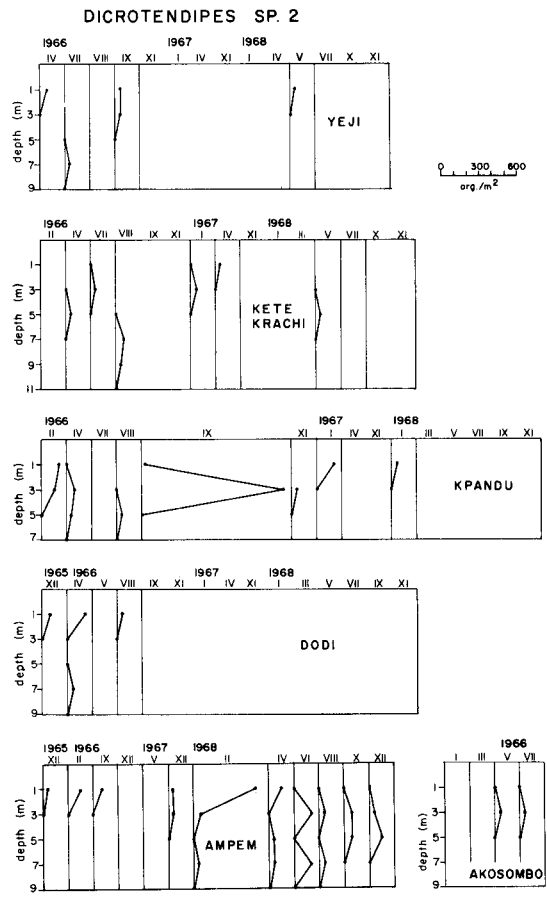 DICROTENDIPES SP. 2
1966 1967 1968
IV VII VIII IX XI I IV XI I IV V VII X XI
depth (m)
1
3
5
7
9
YEJI
0 300 600
org./m2
1966 1967 1968
II IV VII VIII IX XI I IV XI I III V VII X XI
depth (m)
1
3
5
7
9
11
KETE
KRACHI
1966 1967 1968
II IV VII VIII IX XI I IV XI I III V VII IX XI
depth (m)
1
3
5
7
KPANDU
1965 1966 1967 1968
XII IV V VIII IX XI I IV XI I III V VII IX XI
depth (m)
1
3
5
7
9
DODI
1965 1966 1967 1968
XII II IX XII V XII II IV VI VIII X XII
depth (m)
1
3
5
7
9
AMPEM
1966
I III V VII
depth (m)
1
3
5
7
9
AKOSOMBO